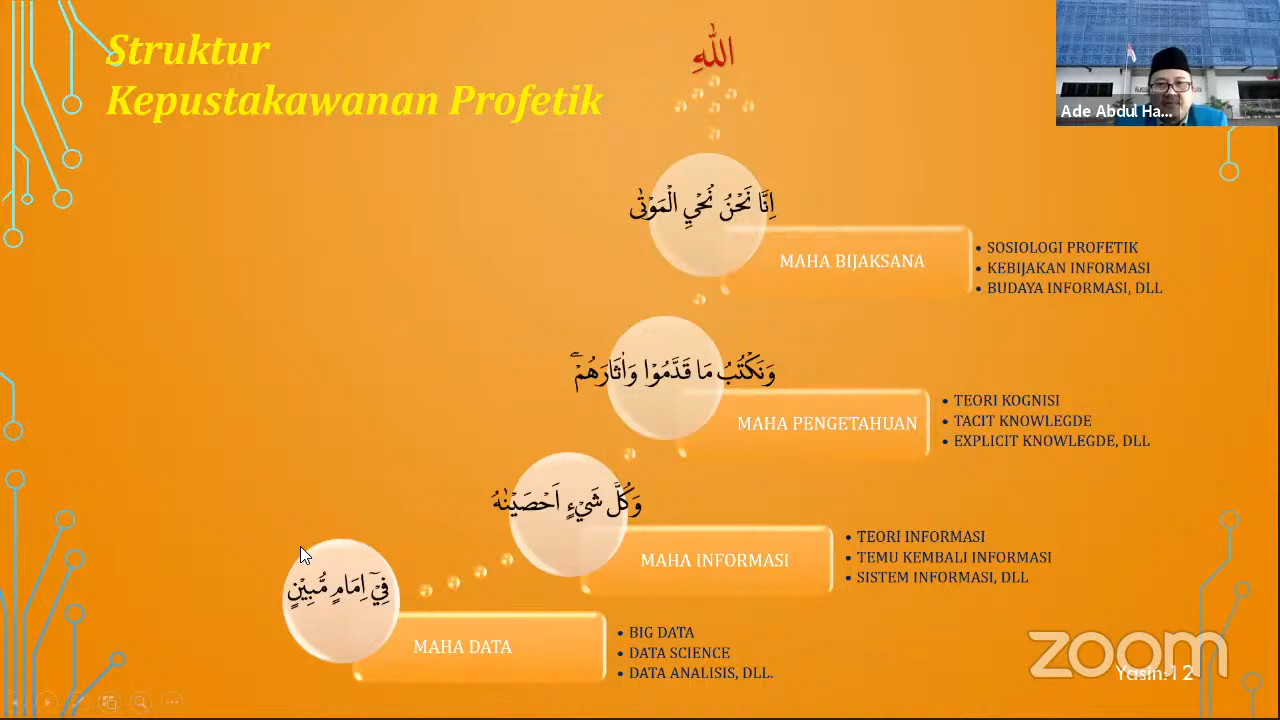 Struktur
Kepustakawanan Profetik
اللّٰهِ
Ade Abdul Ha...
اِنَّا نَحْنُ نُحْيِ الْمَوْتٰى
MAHA BIJAKSANA
• SOSIOLOGI PROFETIK
• KEBIJAKAN INFORMASI
• BUDAYA INFORMASI, DLL
وَنَكْتُبُ مَا قَدَّمُوْا وَاٰثَارَهُمْۗ
MAHA PENGETAHUAN
• TEORI KOGNISI
• TACIT KNOWLEGDE
• EXPLICIT KNOWLEGDE, DLL
وَكُلَّ شَيْءٍ اَحْصَيْنٰهُ
MAHA INFORMASI
• TEORI INFORMASI
• TEMU KEMBALI INFORMASI
• SISTEM INFORMASI, DLL
فِيْٓ اِمَامٍ مُّبِيْنٍ
MAHA DATA
• BIG DATA
• DATA SCIENCE
• DATA ANALISIS, DLL.
zoom
Yasin:12